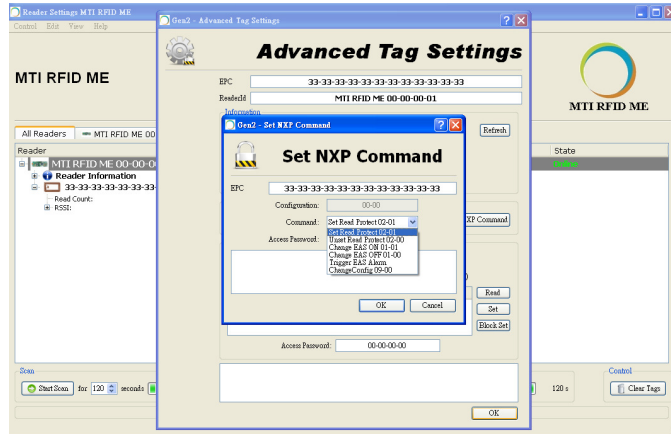 Reader Settings MTI RFID ME
Control Edit View Help
MTI RFID ME
MTI RFID ME
All Readers
MTI RFID ME 00
Reader
State
MTI RFID ME 00-00-0
Online
Reader Information
33-33-33-33-33-33-33-
Read Count:
RSSI:
Scan
Start Scan for 120 seconds
120 s
Control
Clear Tags
Gen2 - Advanced Tag Settings
Advanced Tag Settings
EPC 33-33-33-33-33-33-33-33-33-33-33-33
ReaderId MTI RFID ME 00-00-00-01
Information
Refresh
XP Command
Read
Set
Block Set
Access Password: 00-00-00-00
OK
Gen2 - Set NXP Command
Set NXP Command
EPC 33-33-33-33-33-33-33-33-33-33-33-33
Configuration: 00-00
Command: Set Read Protect 02-01
Set Read Protect 02-01
Unset Read Protect 02-00
Change EAS ON 01-01
Change EAS OFF 01-00
Trigger EAS Alarm
ChangeConfig 09-00
Access Password:
OK Cancel